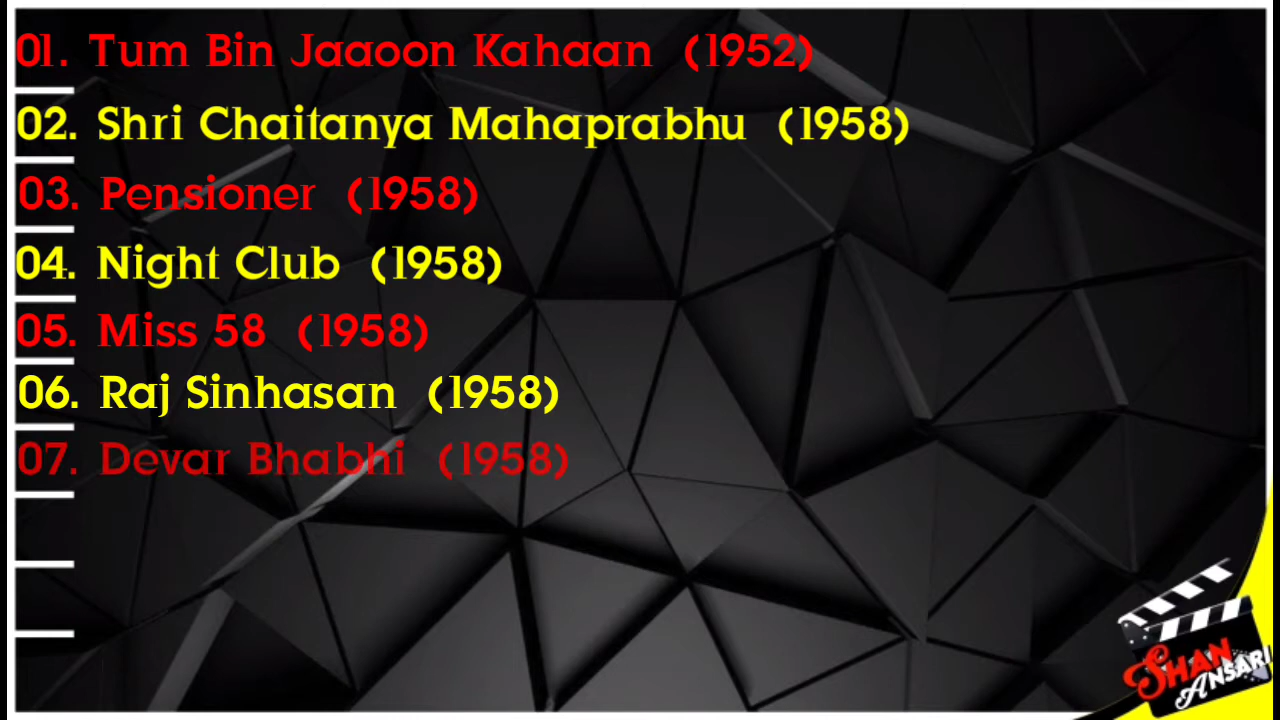 01. Tum Bin Jaaoon Kahaan (1952)
02. Shri Chaitanya Mahaprabhu (1958)
03. Pensioner (1958)
04. Night Club (1958)
05. Miss 58 (1958)
06. Raj Sinhasan (1958)
07. Devar Bhabhi (1958)
SHAN
ANSARI